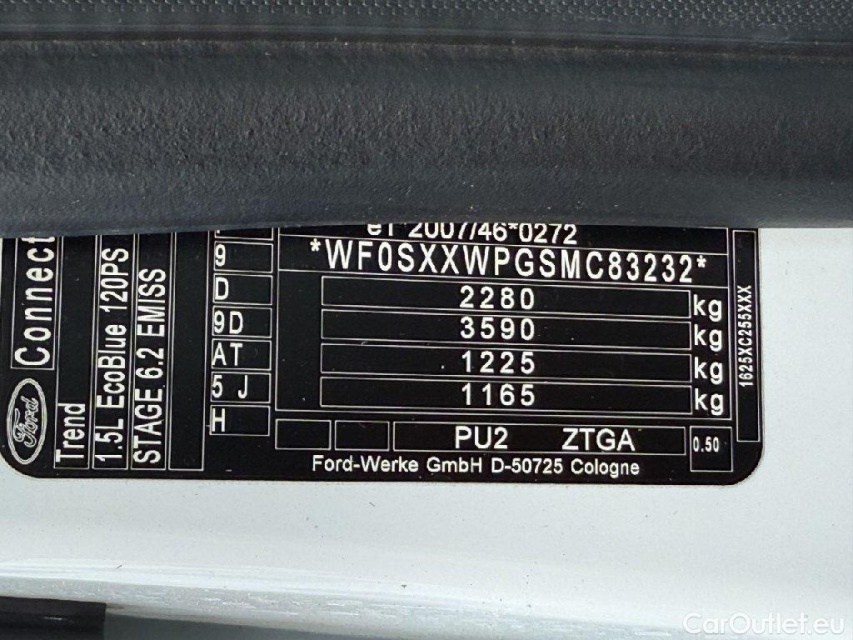 e1 2007/46*0272
*WF0SXXWPGSMC83232*
9
D
9D
AT
5 J
H
2280 kg
3590 kg
1225 kg
1165 kg
PU2 ZTGA
0.50
Ford-Werke GmbH D-50725 Cologne
Ford
Connect
Trend
1.5L EcoBlue 120PS
STAGE 6.2 EMISS
1625XC255XXX
CarOutlet.eu